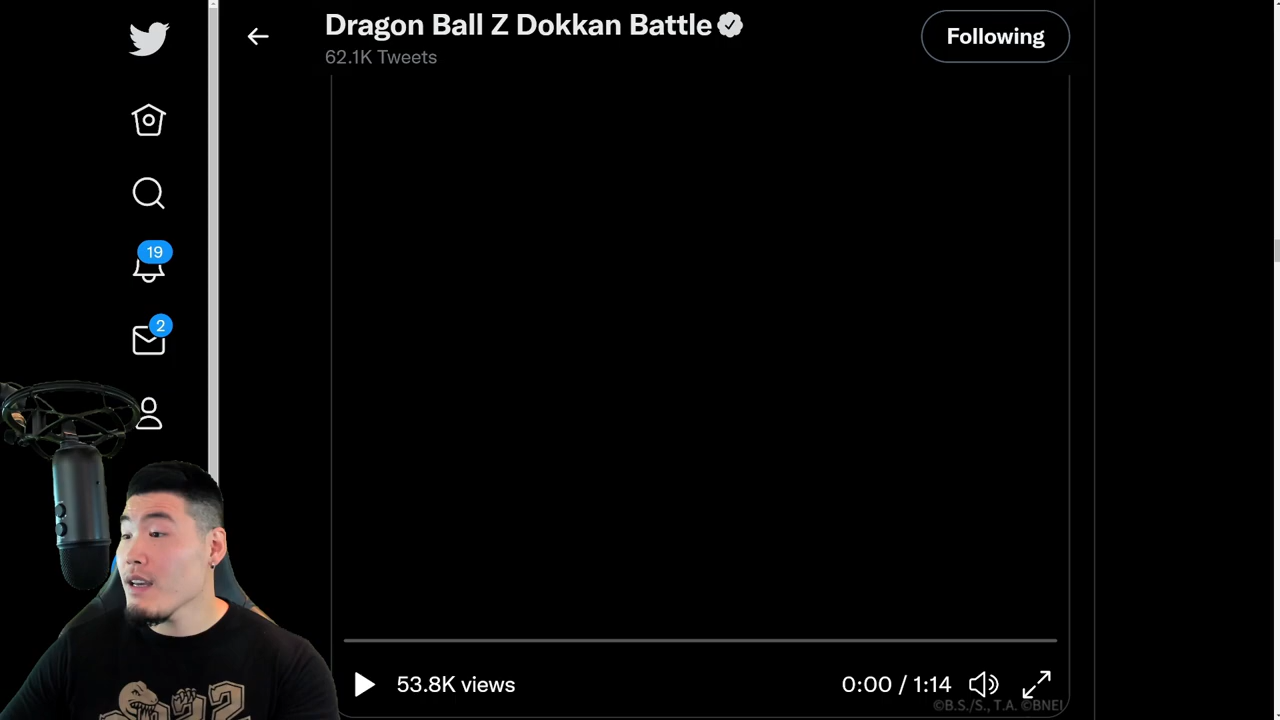 Dragon Ball Z Dokkan Battle
62.1K Tweets
Following
19
2
53.8K views
0:00 / 1:14
©B.S./S., T.A. ©BNEI